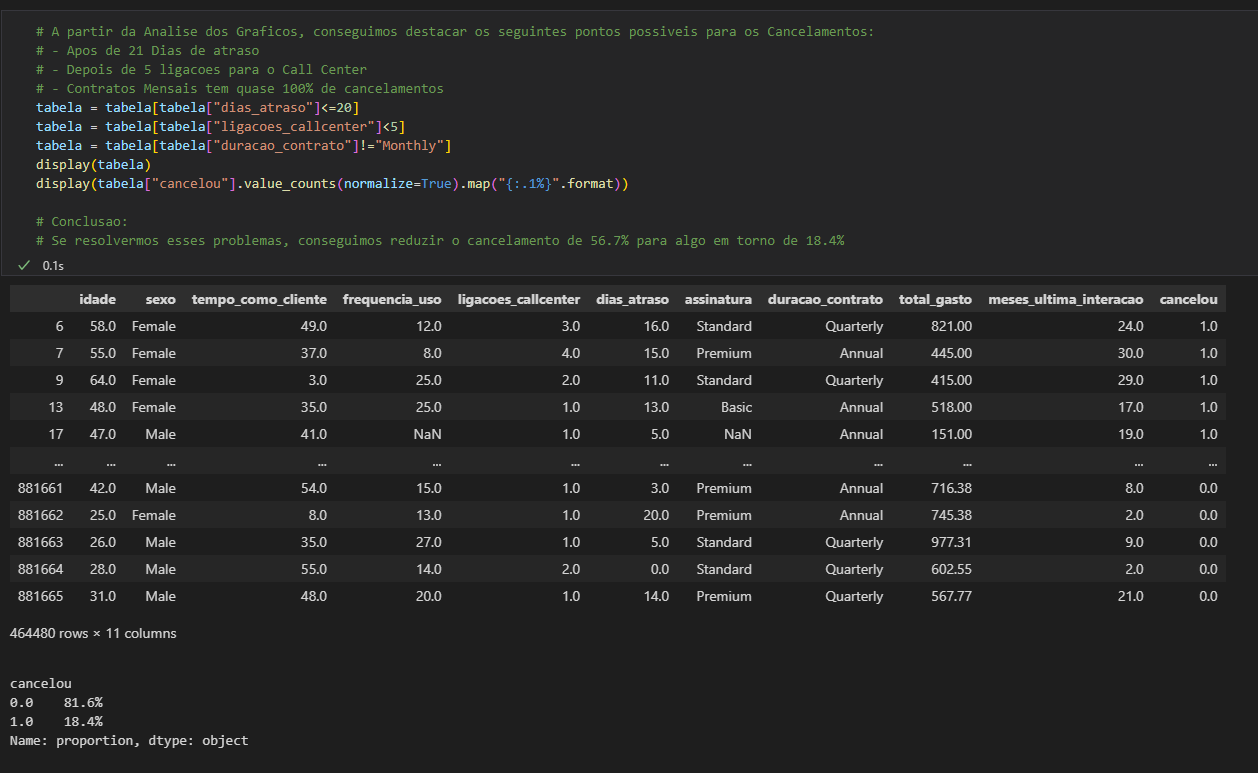 # A partir da Analise dos Graficos, conseguimos destacar os seguintes pontos possiveis para os Cancelamentos:
# - Apos de 21 Dias de atraso
# - Depois de 5 ligacoes para o Call Center
# - Contratos Mensais tem quase 100% de cancelamentos
tabela = tabela[tabela["dias_atraso"]<=20]
tabela = tabela[tabela["ligacoes_callcenter"]<5]
tabela = tabela[tabela["duracao_contrato"]!="Monthly"]
display(tabela)
display(tabela["cancelou"].value_counts(normalize=True).map("{:.1%}".format))
# Conclusao:
# Se resolvermos esses problemas, conseguimos reduzir o cancelamento de 56.7% para algo em torno de 18.4%
✓ 0.1s
idade sexo tempo_como_cliente frequencia_uso ligacoes_callcenter dias_atraso assinatura duracao_contrato total_gasto meses_ultima_interacao cancelou
6 58.0 Female 49.0 12.0 3.0 16.0 Standard Quarterly 821.00 24.0 1.0
7 55.0 Female 37.0 8.0 4.0 15.0 Premium Annual 445.00 30.0 1.0
9 64.0 Female 3.0 25.0 2.0 11.0 Standard Quarterly 415.00 29.0 1.0
13 48.0 Female 35.0 25.0 1.0 13.0 Basic Annual 518.00 17.0 1.0
17 47.0 Male 41.0 NaN 1.0 5.0 NaN Annual 151.00 19.0 1.0
... ... ... ... ... ... ... ... ... ... ... ...
881661 42.0 Male 54.0 15.0 1.0 3.0 Premium Annual 716.38 8.0 0.0
881662 25.0 Female 8.0 13.0 1.0 20.0 Premium Annual 745.38 2.0 0.0
881663 26.0 Male 35.0 27.0 1.0 5.0 Standard Quarterly 977.31 9.0 0.0
881664 28.0 Male 55.0 14.0 2.0 0.0 Standard Quarterly 602.55 2.0 0.0
881665 31.0 Male 48.0 20.0 1.0 14.0 Premium Quarterly 567.77 21.0 0.0
464480 rows × 11 columns
cancelou
0.0 81.6%
1.0 18.4%
Name: proportion, dtype: object